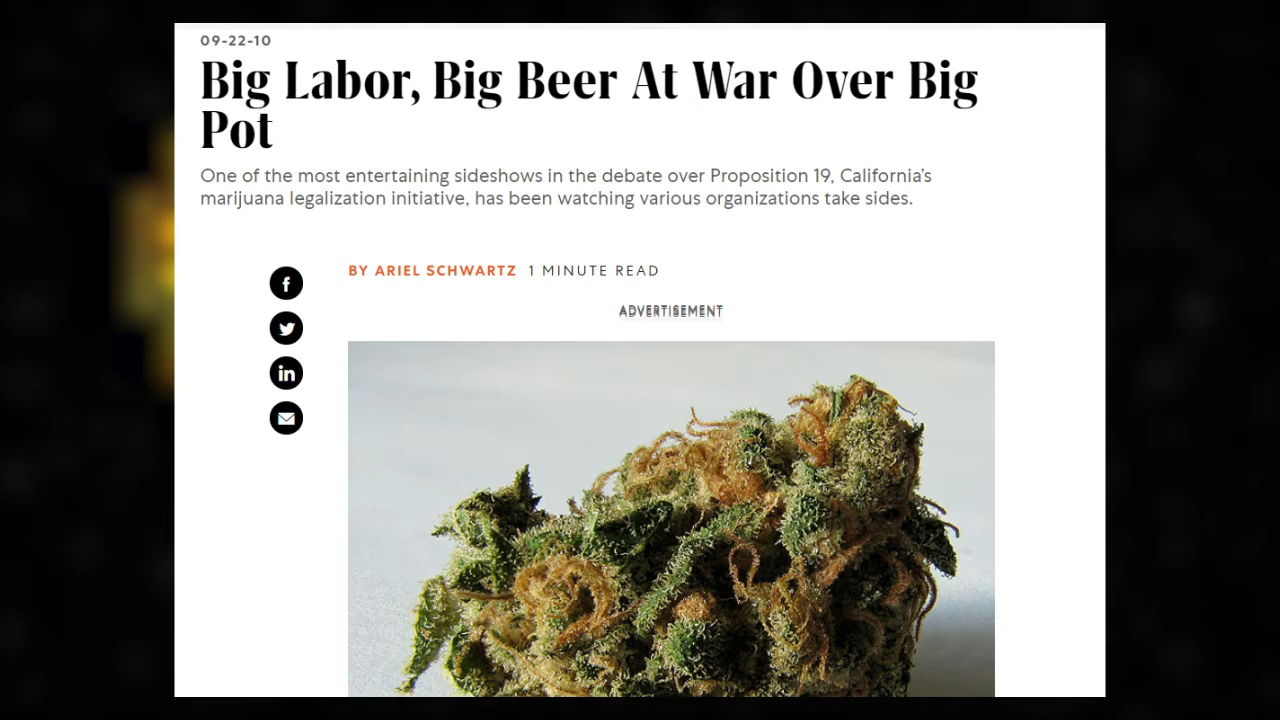 09-22-10
Big Labor, Big Beer At War Over Big
Pot
One of the most entertaining sideshows in the debate over Proposition 19, California's
marijuana legalization initiative, has been watching various organizations take sides.
BY ARIEL SCHWARTZ 1 MINUTE READ
ADVERTISEMENT